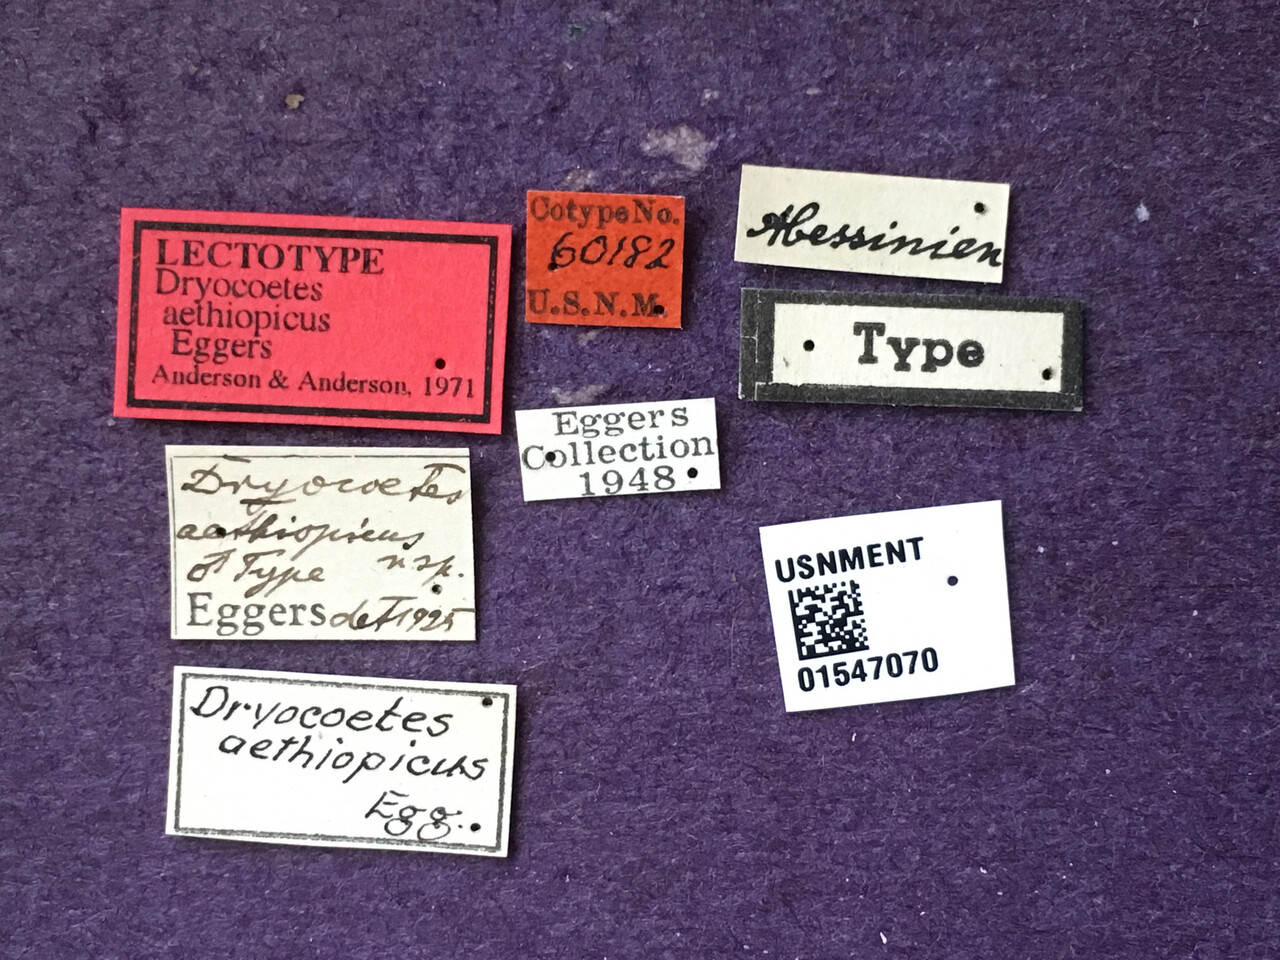 LECTOTYPE
Dryocoetes
aethiopicus
Eggers
Anderson & Anderson, 1971
Cotype No.
60182
U.S.N.M.
Abessinien
Type
Eggers
Collection
1948
Dryocoetes
aethiopicus
♂ Type n sp.
Eggers det 1925
USNMENT
01547070
Dryocoetes
aethiopicus
Egg.